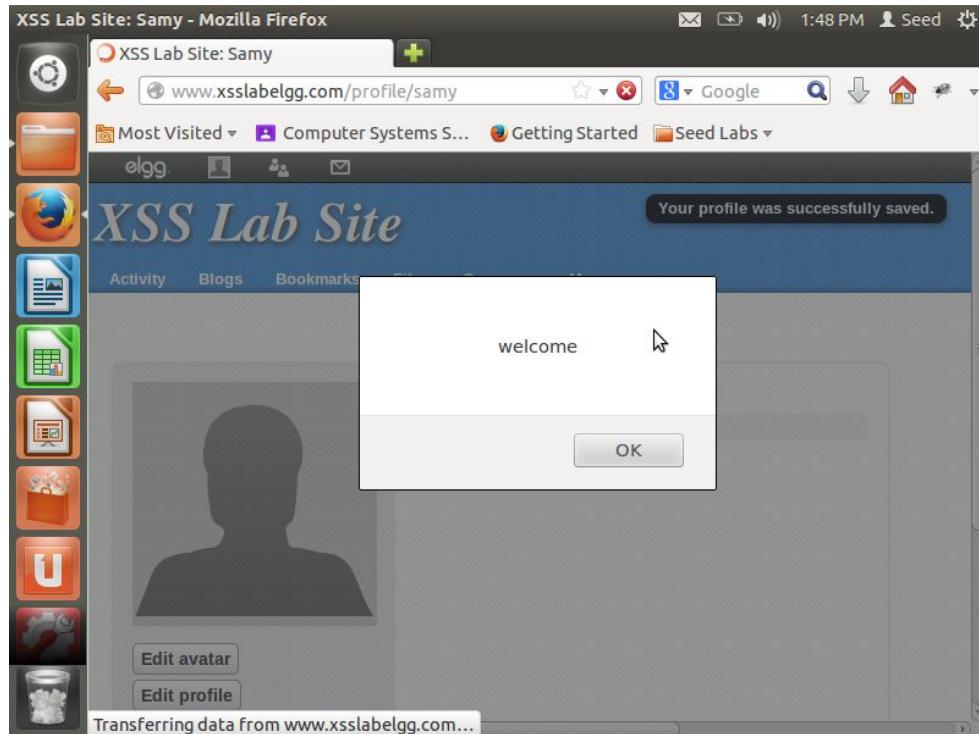 XSS Lab Site: Samy - Mozilla Firefox 1:48 PM Seed
XSS Lab Site: Samy
www.xsslabelgg.com/profile/samy Google
Most Visited Computer Systems S... Getting Started Seed Labs
elgg
Your profile was successfully saved.
XSS Lab Site
Activity Blogs Bookmarks
welcome
OK
Edit avatar
Edit profile
Transferring data from www.xsslabelgg.com...